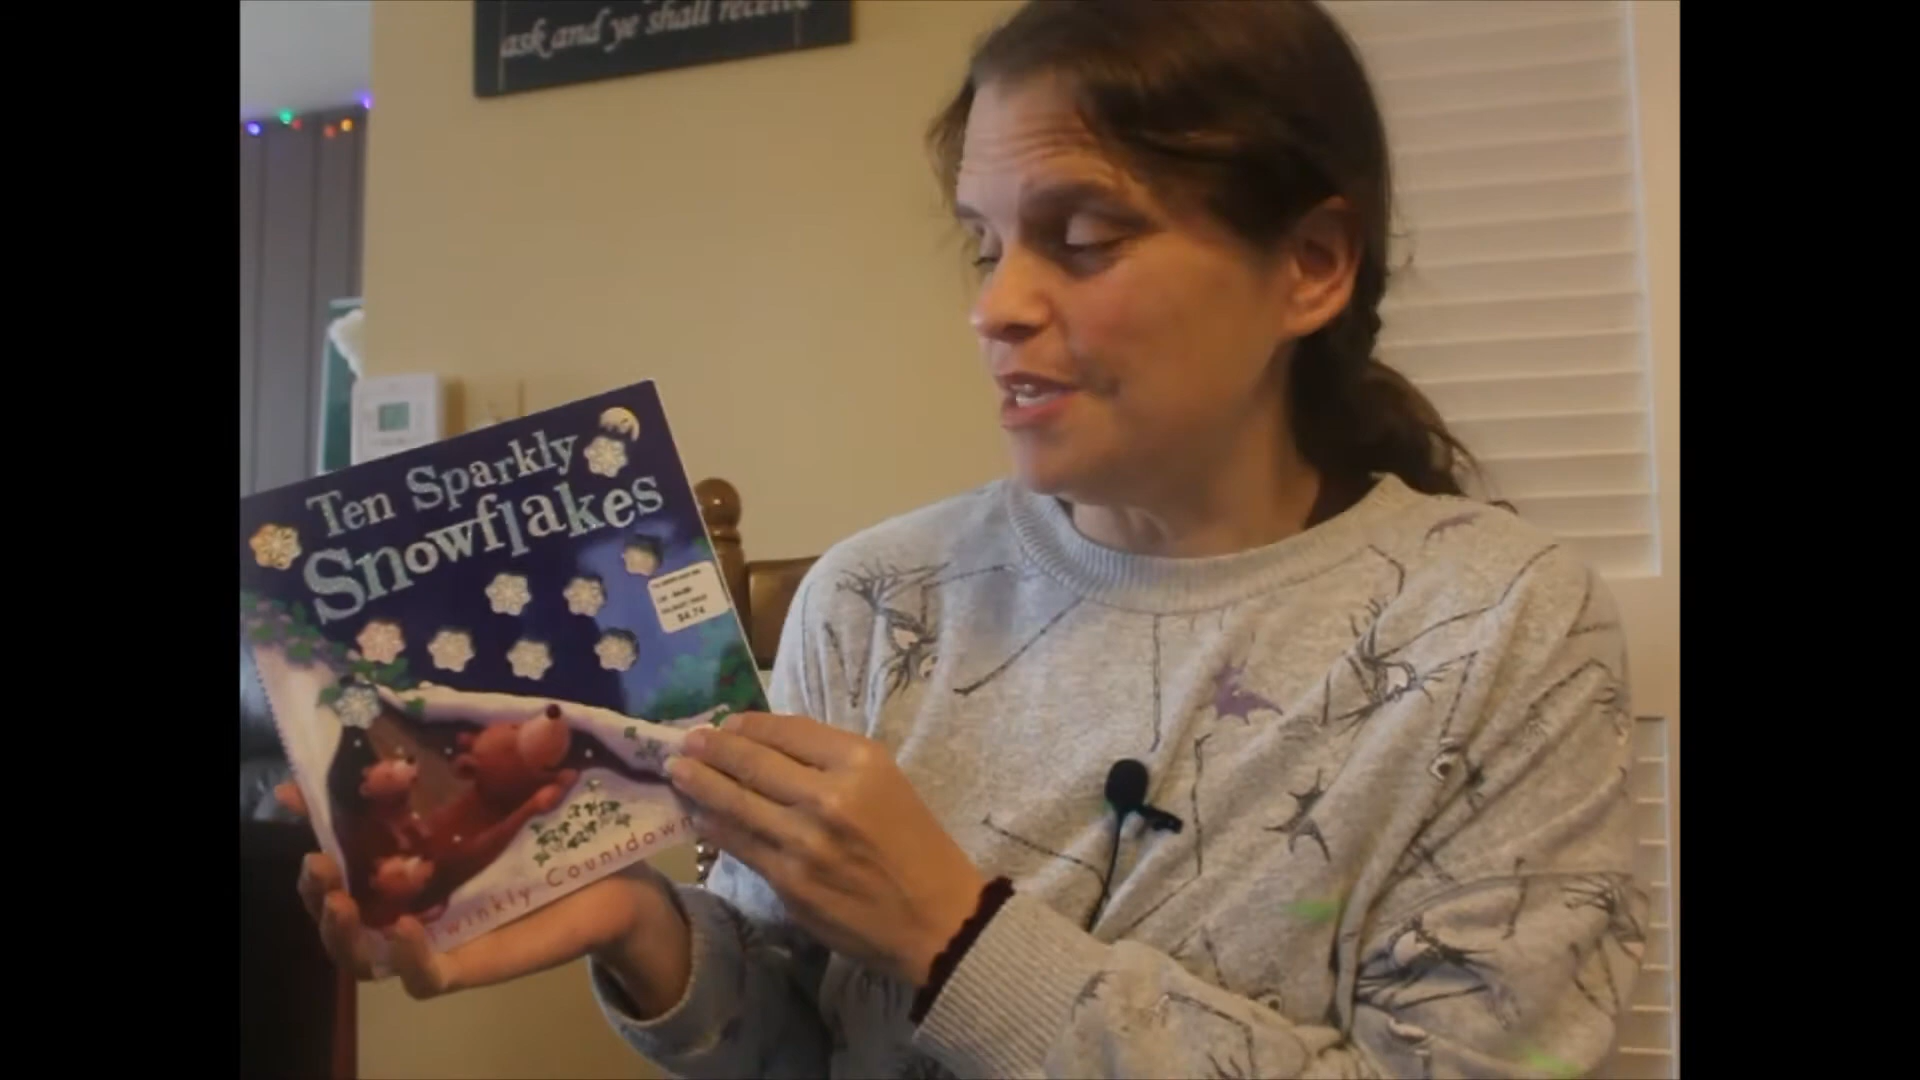 ask and ye shall receive
Ten Sparkly
Snowflakes
$4.74
Twinkly Countdown